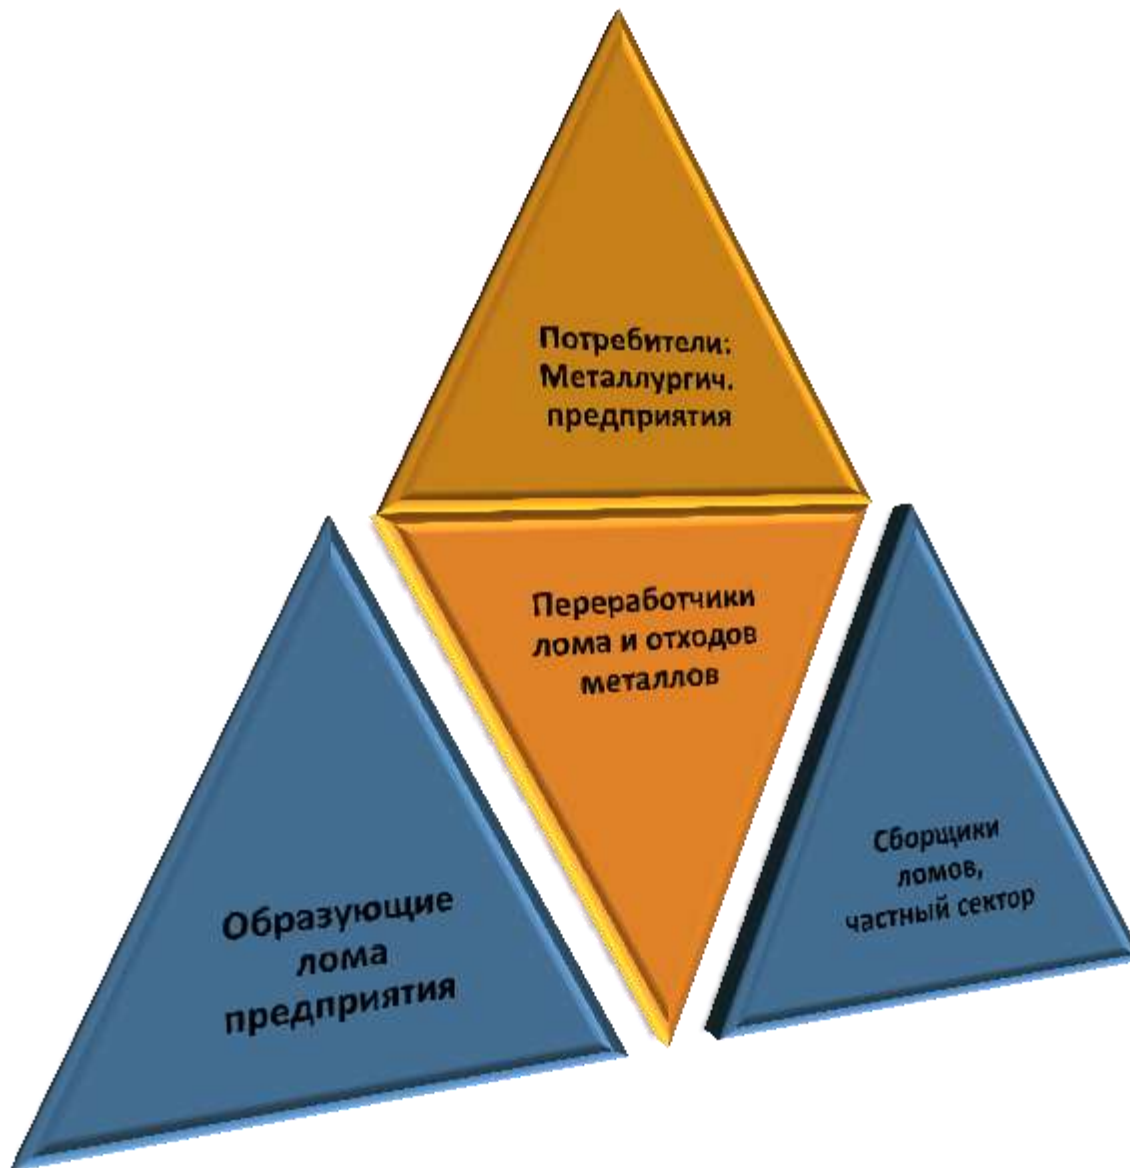 Потребители:
Металлургич.
предприятия
Переработчики
лома и отходов
металлов
Образующие
лома
предприятия
Сборщики
ломов,
частный сектор